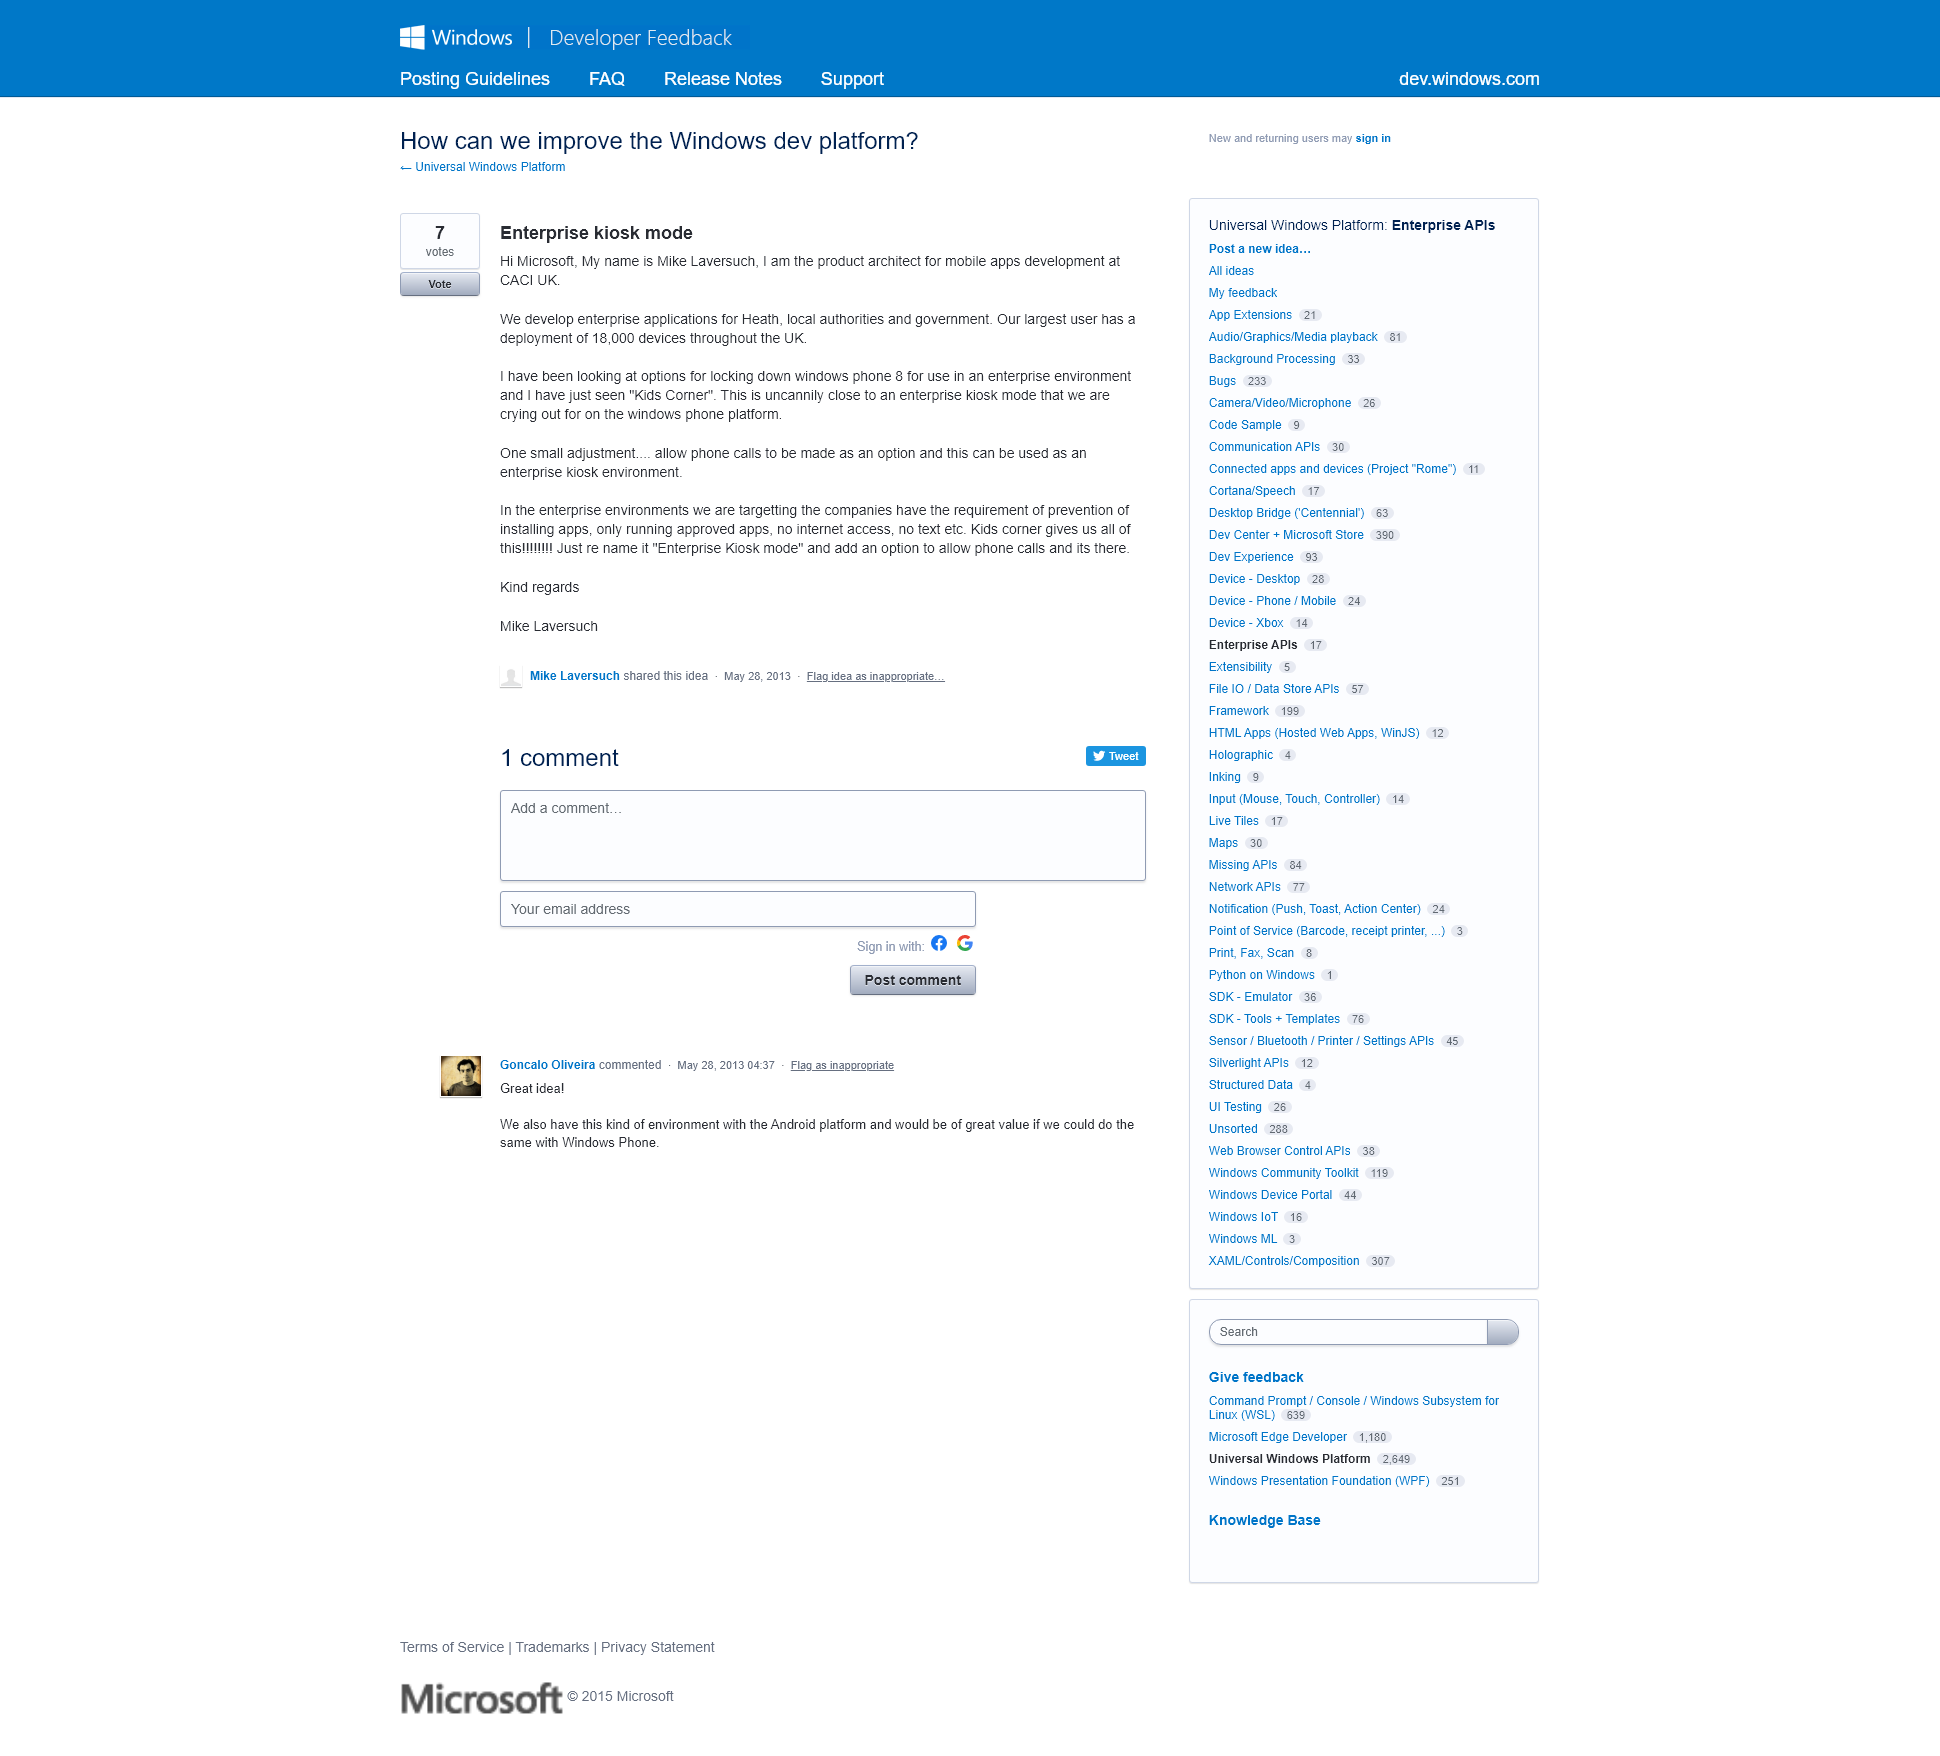 Windows | Developer Feedback
Posting Guidelines FAQ Release Notes Support dev.windows.com
How can we improve the Windows dev platform?
← Universal Windows Platform
New and returning users may sign in
7
votes
Vote
Enterprise kiosk mode
Hi Microsoft, My name is Mike Laversuch, I am the product architect for mobile apps development at
CACI UK.
We develop enterprise applications for Heath, local authorities and government. Our largest user has a
deployment of 18,000 devices throughout the UK.
I have been looking at options for locking down windows phone 8 for use in an enterprise environment
and I have just seen "Kids Corner". This is uncannily close to an enterprise kiosk mode that we are
crying out for on the windows phone platform.
One small adjustment.... allow phone calls to be made as an option and this can be used as an
enterprise kiosk environment.
In the enterprise environments we are targetting the companies have the requirement of prevention of
installing apps, only running approved apps, no internet access, no text etc. Kids corner gives us all of
this!!!!!!!! Just re name it "Enterprise Kiosk mode" and add an option to allow phone calls and its there.
Kind regards
Mike Laversuch
Mike Laversuch shared this idea · May 28, 2013 · Flag idea as inappropriate…
1 comment
Tweet
Add a comment…
Your email address
Sign in with:
Post comment
Goncalo Oliveira commented · May 28, 2013 04:37 · Flag as inappropriate
Great idea!
We also have this kind of environment with the Android platform and would be of great value if we could do the
same with Windows Phone.
Universal Windows Platform: Enterprise APIs
Post a new idea…
All ideas
My feedback
App Extensions 21
Audio/Graphics/Media playback 81
Background Processing 33
Bugs 233
Camera/Video/Microphone 26
Code Sample 9
Communication APIs 30
Connected apps and devices (Project "Rome") 11
Cortana/Speech 17
Desktop Bridge ('Centennial') 63
Dev Center + Microsoft Store 390
Dev Experience 93
Device - Desktop 28
Device - Phone / Mobile 24
Device - Xbox 14
Enterprise APIs 17
Extensibility 5
File IO / Data Store APIs 57
Framework 199
HTML Apps (Hosted Web Apps, WinJS) 12
Holographic 4
Inking 9
Input (Mouse, Touch, Controller) 14
Live Tiles 17
Maps 30
Missing APIs 84
Network APIs 77
Notification (Push, Toast, Action Center) 24
Point of Service (Barcode, receipt printer, ...) 3
Print, Fax, Scan 8
Python on Windows 1
SDK - Emulator 36
SDK - Tools + Templates 76
Sensor / Bluetooth / Printer / Settings APIs 45
Silverlight APIs 12
Structured Data 4
UI Testing 26
Unsorted 288
Web Browser Control APIs 38
Windows Community Toolkit 119
Windows Device Portal 44
Windows IoT 16
Windows ML 3
XAML/Controls/Composition 307
Search
Give feedback
Command Prompt / Console / Windows Subsystem for
Linux (WSL) 639
Microsoft Edge Developer 1,180
Universal Windows Platform 2,649
Windows Presentation Foundation (WPF) 251
Knowledge Base
Terms of Service | Trademarks | Privacy Statement
Microsoft © 2015 Microsoft